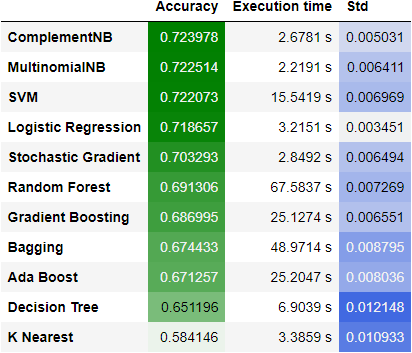 Accuracy Execution time Std
ComplementNB 0.723978 2.6781 s 0.005031
MultinomialNB 0.722514 2.2191 s 0.006411
SVM 0.722073 15.5419 s 0.006969
Logistic Regression 0.718657 3.2151 s 0.003451
Stochastic Gradient 0.703293 2.8492 s 0.006494
Random Forest 0.691306 67.5837 s 0.007269
Gradient Boosting 0.686995 25.1274 s 0.006551
Bagging 0.674433 48.9714 s 0.008795
Ada Boost 0.671257 25.2047 s 0.008036
Decision Tree 0.651196 6.9039 s 0.012148
K Nearest 0.584146 3.3859 s 0.010933